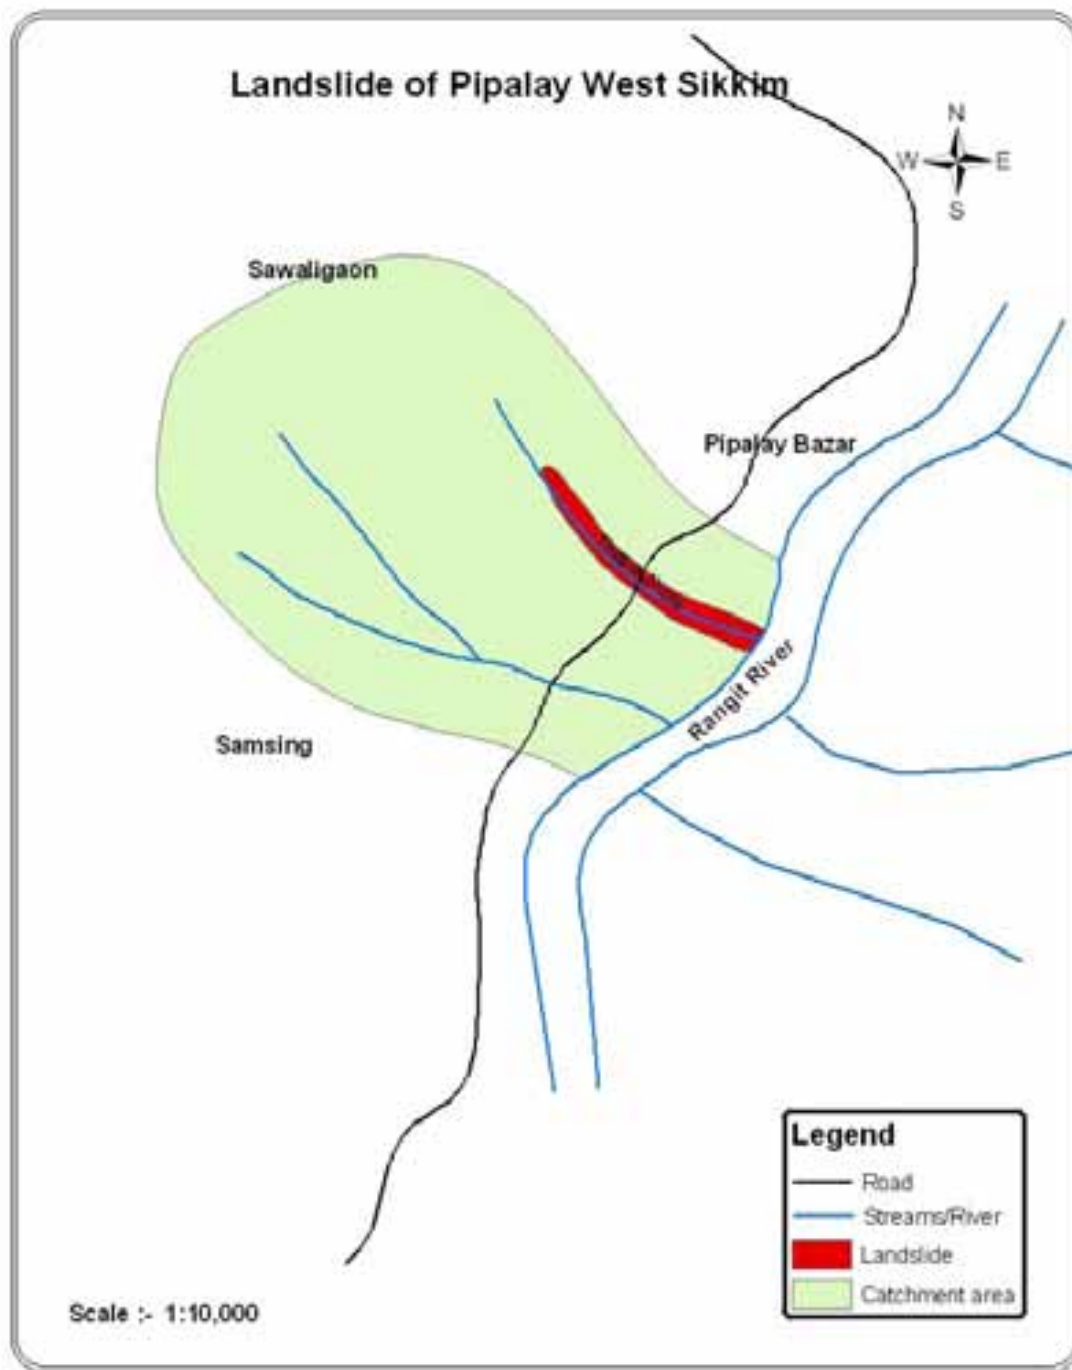 Landslide of Pipalay West Sikkim
N
W E
S
Sawaligaon
Pipalay Bazar
Rangit River
Samsing
Legend
Road
Streams/River
Landslide
Catchment area
Scale :- 1:10,000